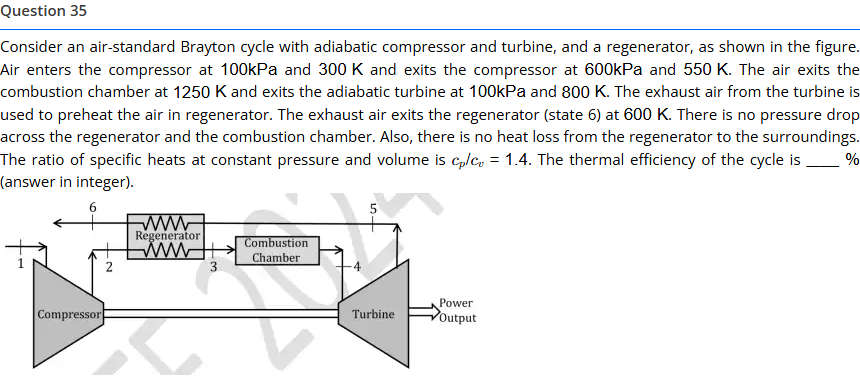 Question 35
Consider an air-standard Brayton cycle with adiabatic compressor and turbine, and a regenerator, as shown in the figure.
Air enters the compressor at 100kPa and 300 K and exits the compressor at 600kPa and 550 K. The air exits the
combustion chamber at 1250 K and exits the adiabatic turbine at 100kPa and 800 K. The exhaust air from the turbine is
used to preheat the air in regenerator. The exhaust air exits the regenerator (state 6) at 600 K. There is no pressure drop
across the regenerator and the combustion chamber. Also, there is no heat loss from the regenerator to the surroundings.
The ratio of specific heats at constant pressure and volume is cp/cv = 1.4. The thermal efficiency of the cycle is ____ %
(answer in integer).
6
5
Regenerator
Combustion
Chamber
1
2
3
4
Compressor
Turbine
Power
Output
2024